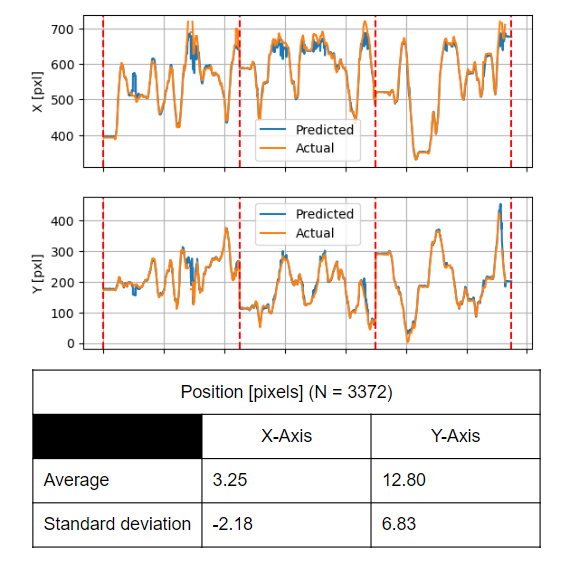 700
600
500
400
X [pxl]
Predicted
Actual
400
300
200
100
0
Y [pxl]
Predicted
Actual
Position [pixels] (N = 3372)
X-Axis Y-Axis
Average 3.25 12.80
Standard deviation -2.18 6.83